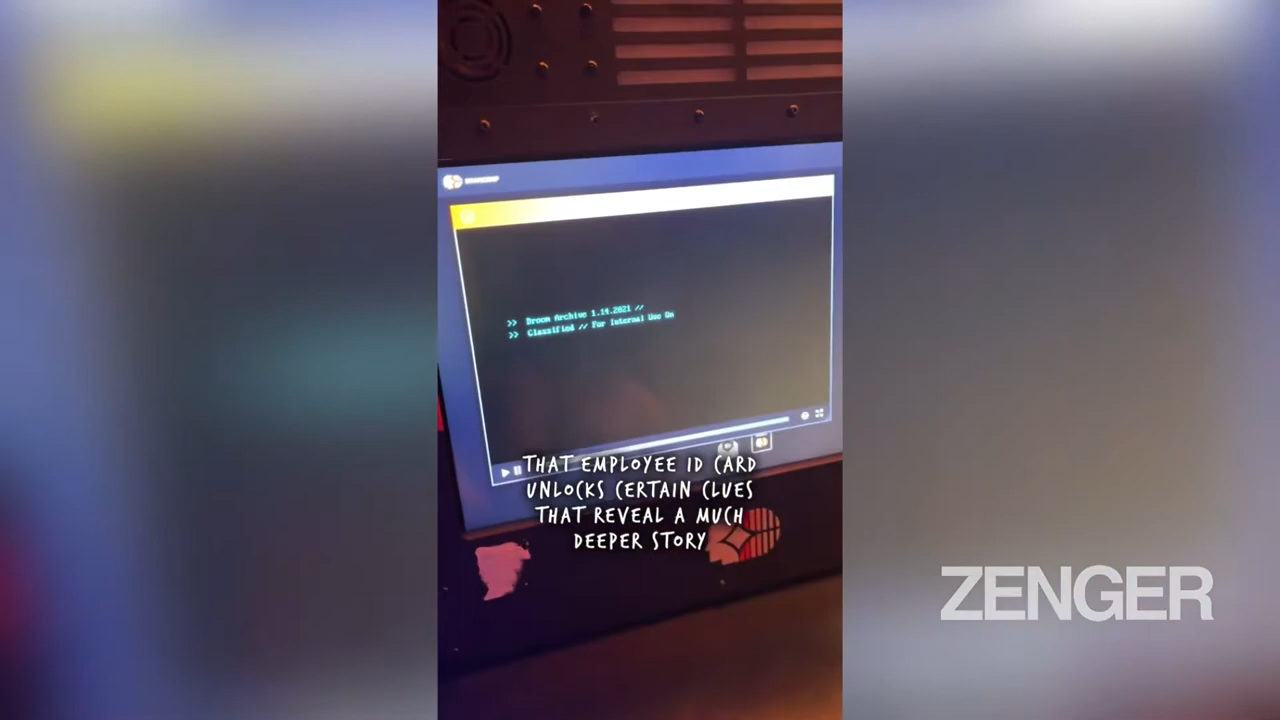 >> Droom Archive 1.14.2021 //
>> Classified // For Internal Use On
THAT EMPLOYEE ID CARD
UNLOCKS CERTAIN CLUES
THAT REVEAL A MUCH
DEEPER STORY
ZENGER